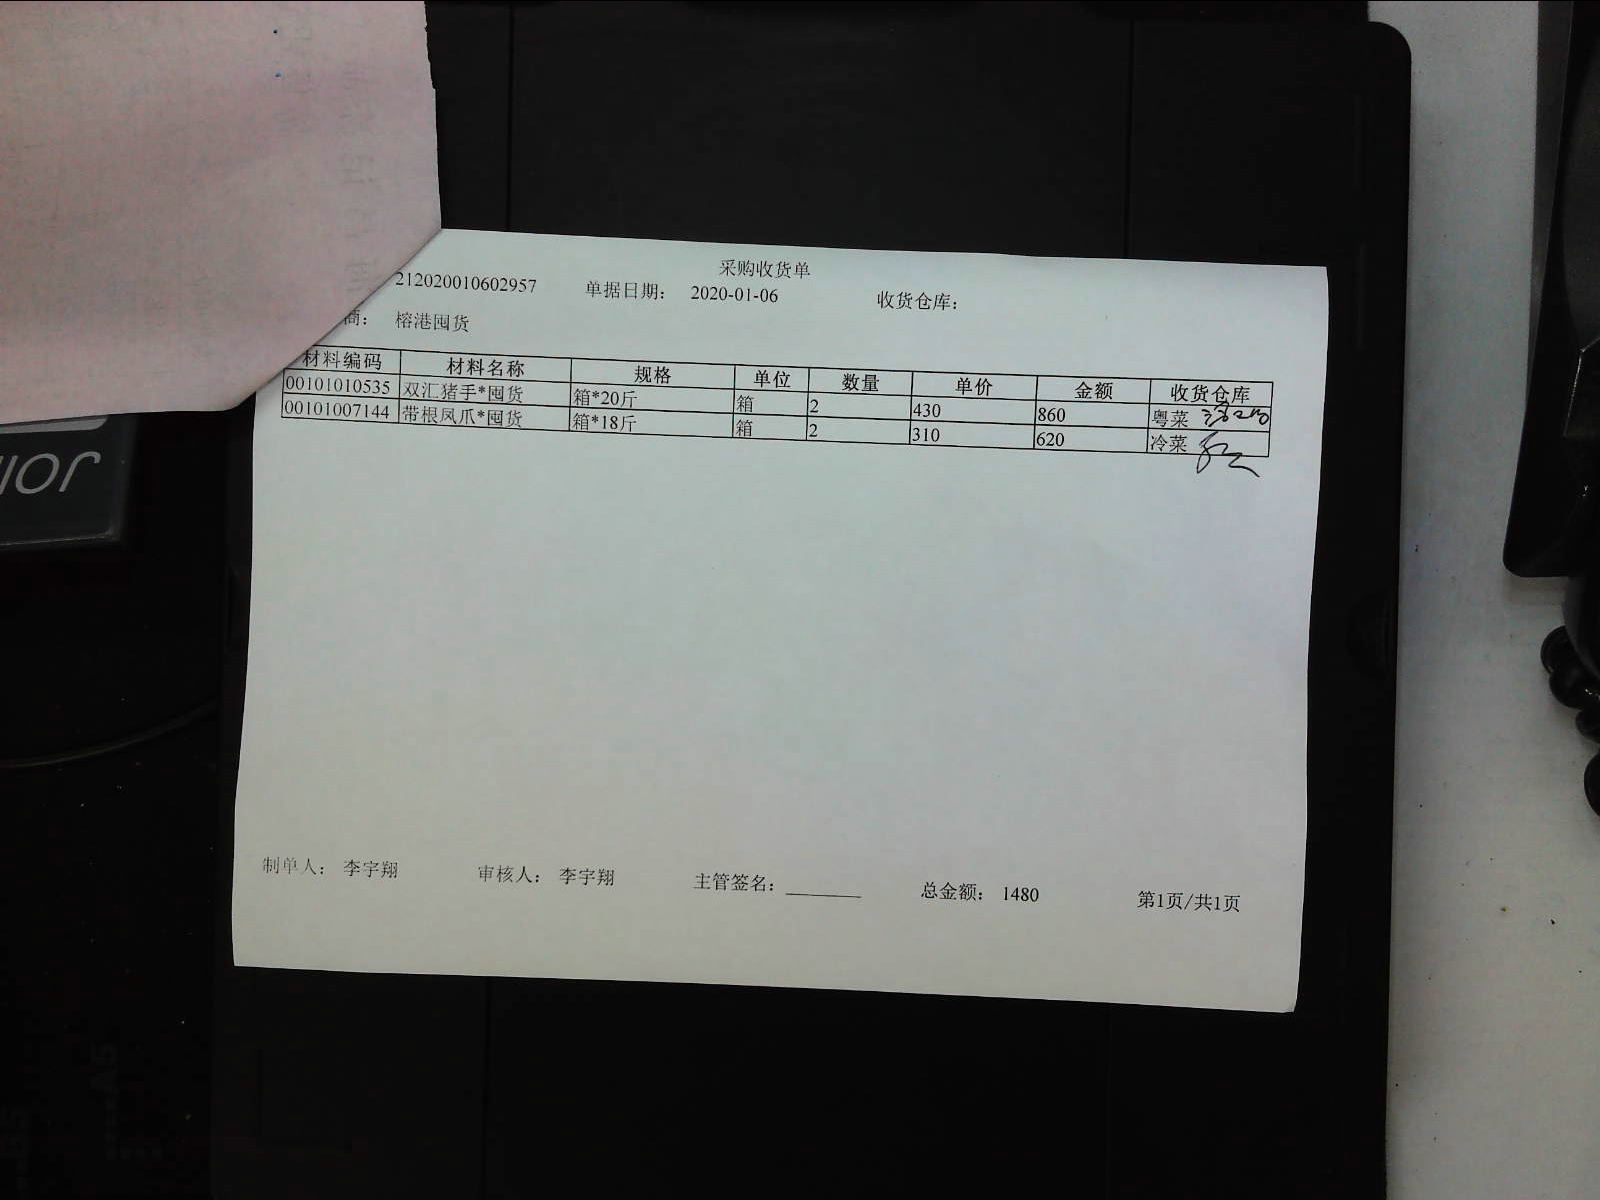 采购收货单
212020010602957 单据日期： 2020-01-06 收货仓库：
商： 榕港囤货
材料编码 材料名称 规格 单位 数量 单价 金额 收货仓库
00101010535 双汇猪手*囤货 箱*20斤 箱 2 430 860 粤菜
00101007144 带根凤爪*囤货 箱*18斤 箱 2 310 620 冷菜
制单人： 李宇翔 审核人： 李宇翔 主管签名： 总金额： 1480 第1页/共1页